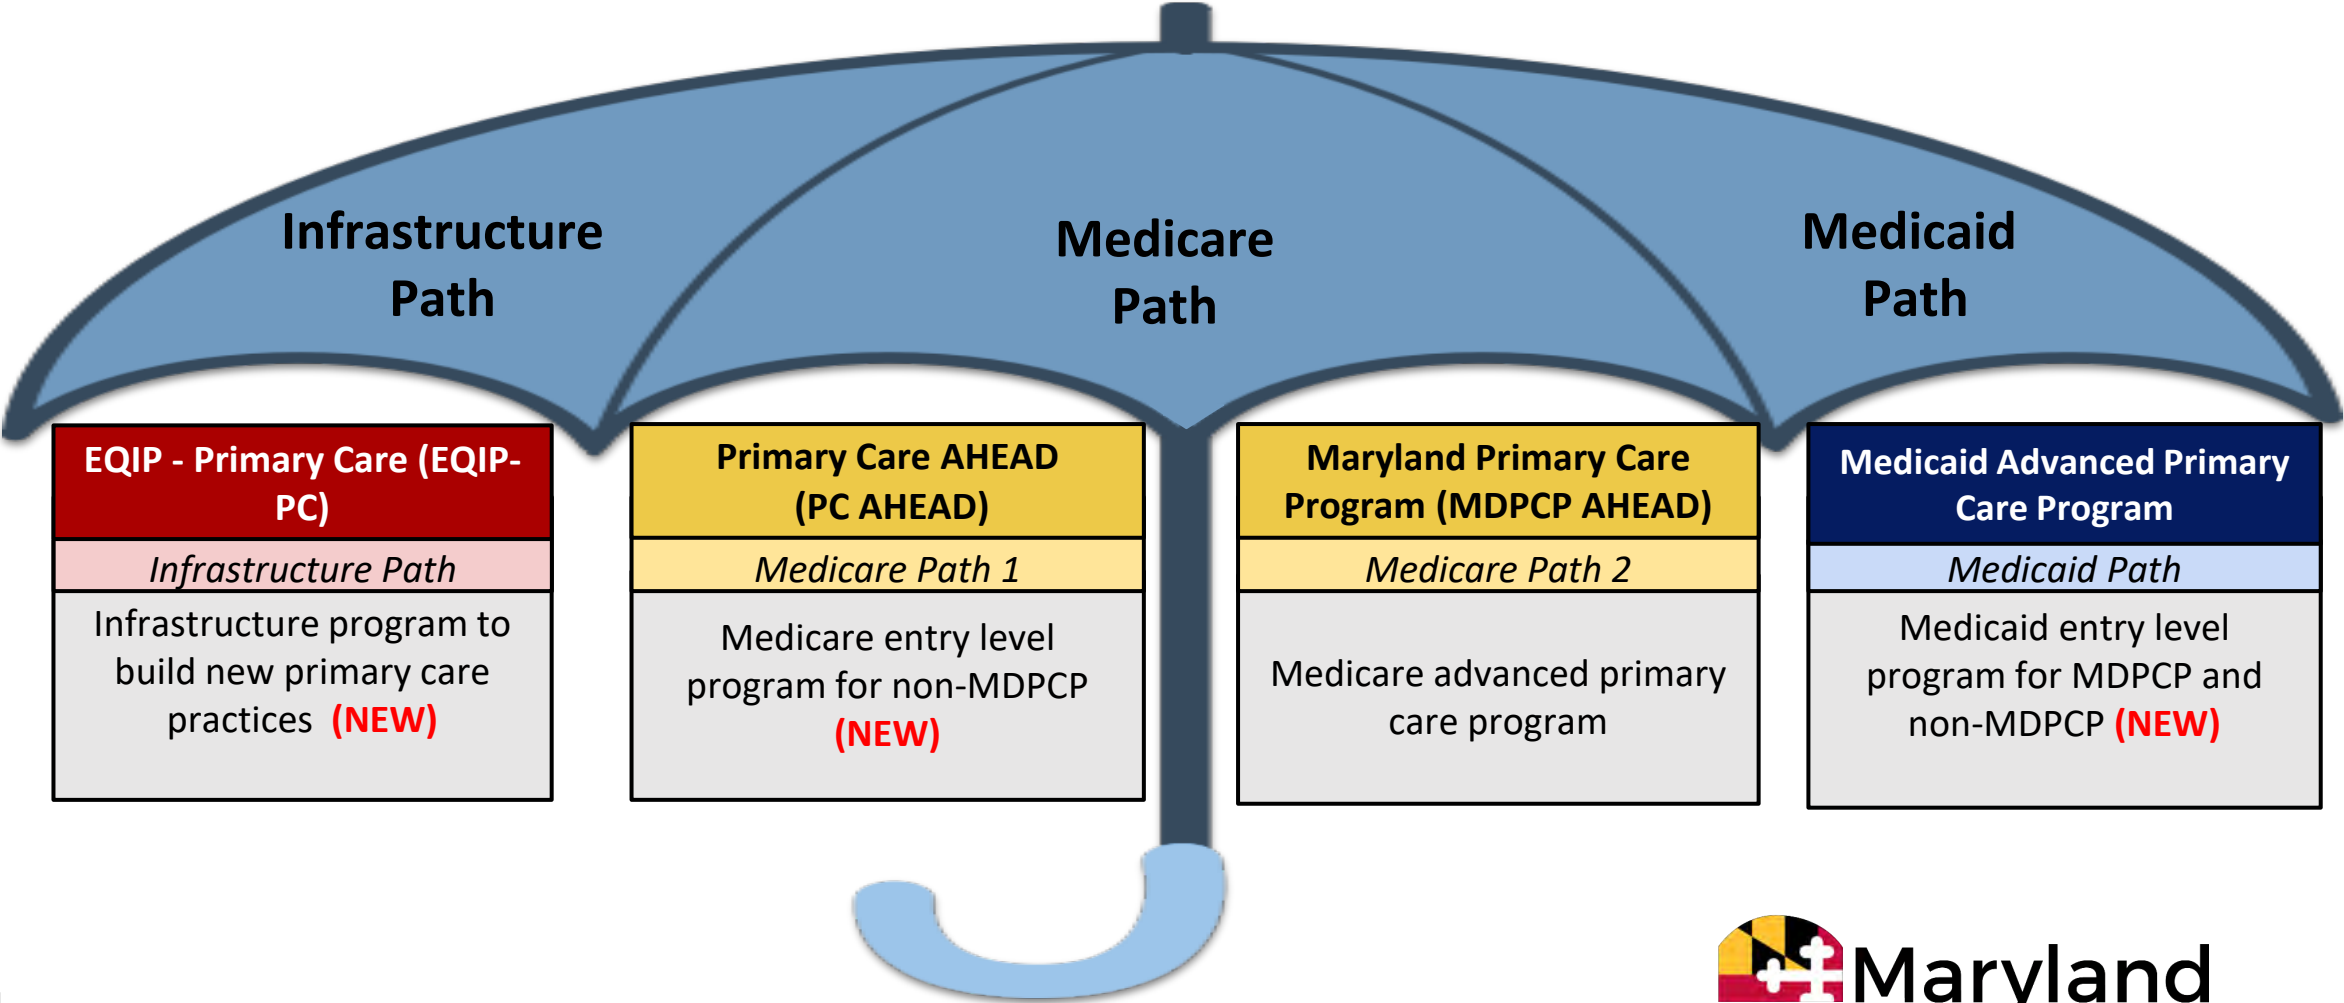 Infrastructure
Path
Medicare
Path
Medicaid
Path
EQIP - Primary Care (EQIP-
PC)
Infrastructure Path
Infrastructure program to
build new primary care
practices (NEW)
Primary Care AHEAD
(PC AHEAD)
Medicare Path 1
Medicare entry level
program for non-MDPCP
(NEW)
Maryland Primary Care
Program (MDPCP AHEAD)
Medicare Path 2
Medicare advanced primary
care program
Medicaid Advanced Primary
Care Program
Medicaid Path
Medicaid entry level
program for MDPCP and
non-MDPCP (NEW)
Maryland